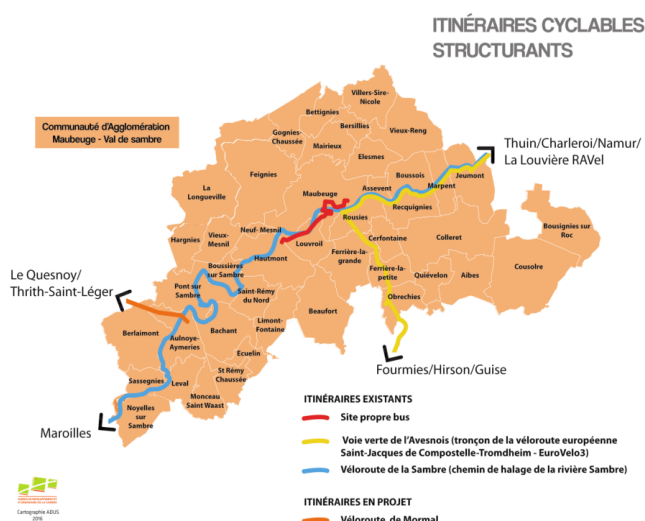 ITINÉRAIRES CYCLABLES
STRUCTURANTS
Communauté d'Agglomération
Maubeuge - Val de sambre
Villers-Sire-
Nicole
Bettignies
Bersillies
Vieux-Reng
Gognies-
Chaussée
Mairieux
Elesmes
Thuin/Charleroi/Namur/
La Louvière RAVel
Feignies
Boussois
Jeumont
Marpent
Assevent
Maubeuge
La
Longueville
Recquignies
Rousies
Bousignies sur
Roc
Neuf- Mesnil
Vieux-
Mesnil
Hargnies
Louvroil
Cerfontaine
Colleret
Hautmont
Ferrière-la-
grande
Boussières
sur Sambre
Cousolre
Ferrière-la-
petite
Quiévelon
Aibes
Le Quesnoy/
Thrith-Saint-Léger
Pont sur
Sambre
Saint-Rémy
du Nord
Obrechies
Beaufort
Limont-
Fontaine
Berlaimont
Bachant
Aulnoye-
Aymeries
Ecuelin
Fourmies/Hirson/Guise
St Rémy
Chaussée
Sassegnies
Leval
Monceau
Saint Waast
Noyelles
sur
Sambre
Maroilles
ITINÉRAIRES EXISTANTS
Site propre bus
Voie verte de l'Avesnois (tronçon de la véloroute européenne
Saint-Jacques de Compostelle-Tromdheim - EuroVelo3)
Véloroute de la Sambre (chemin de halage de la rivière Sambre)
ITINÉRAIRES EN PROJET
Véloroute de Mormal
Cartographie ADUS
2016